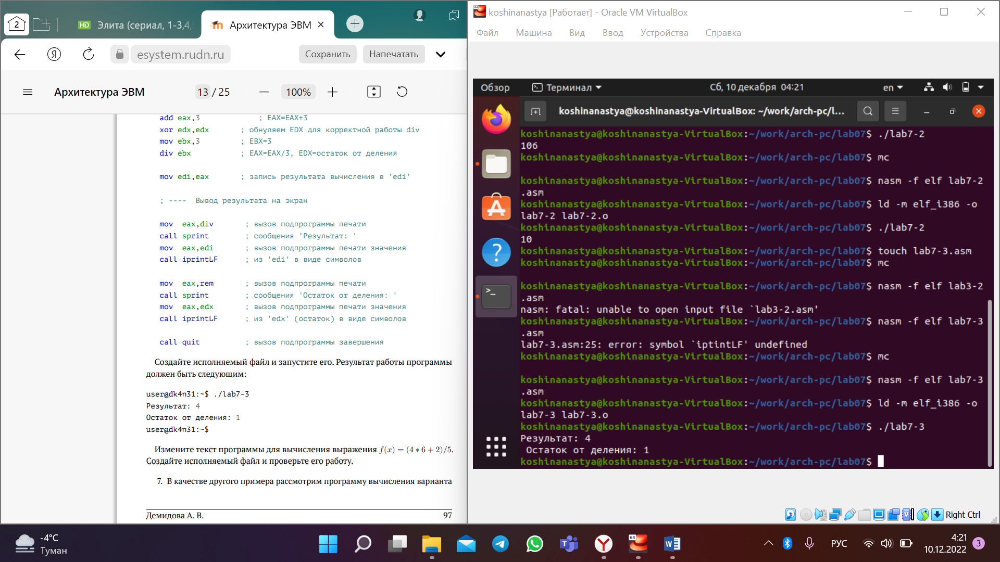 2
HD Элита (сериал, 1-3,4,
Архитектура ЭВМ
esystem.rudn.ru
Сохранить
Напечатать
Архитектура ЭВМ
13 / 25
100%
add eax,3 ; EAX=EAX+3
xor edx,edx ; обнуляем EDX для корректной работы div
mov ebx,3 ; EBX=3
div ebx ; EAX=EAX/3, EDX=остаток от деления
mov edi,eax ; запись результата вычисления в 'edi'
; ---- Вывод результата на экран
mov eax,div ; вызов подпрограммы печати
call sprint ; сообщения 'Результат: '
mov eax,edi ; вызов подпрограммы печати значения
call iprintLF ; из 'edi' в виде символов
mov eax,rem ; вызов подпрограммы печати
call sprint ; сообщения 'Остаток от деления: '
mov eax,edx ; вызов подпрограммы печати значения
call iprintLF ; из 'edx' (остаток) в виде символов
call quit ; вызов подпрограммы завершения
Создайте исполняемый файл и запустите его. Результат работы программы
должен быть следующим:
user@dk4n31:~$ ./lab7-3
Результат: 4
Остаток от деления: 1
user@dk4n31:~$
Измените текст программы для вычисления выражения f(x) = (4 ∗ 6 + 2)/5.
Создайте исполняемый файл и проверьте его работу.
7. В качестве другого примера рассмотрим программу вычисления варианта
Демидова А. В. 97
koshinanastya [Работает] - Oracle VM VirtualBox
Файл Машина Вид Ввод Устройства Справка
Обзор Терминал Сб, 10 декабря 04:21 en
koshinanastya@koshinanastya-VirtualBox: ~/work/arch-pc/l...
koshinanastya@koshinanastya-VirtualBox:~/work/arch-pc/lab07$ ./lab7-2
106
koshinanastya@koshinanastya-VirtualBox:~/work/arch-pc/lab07$ mc
koshinanastya@koshinanastya-VirtualBox:~/work/arch-pc/lab07$ nasm -f elf lab7-2
.asm
koshinanastya@koshinanastya-VirtualBox:~/work/arch-pc/lab07$ ld -m elf_i386 -o
lab7-2 lab7-2.o
koshinanastya@koshinanastya-VirtualBox:~/work/arch-pc/lab07$ ./lab7-2
10
koshinanastya@koshinanastya-VirtualBox:~/work/arch-pc/lab07$ touch lab7-3.asm
koshinanastya@koshinanastya-VirtualBox:~/work/arch-pc/lab07$ mc
koshinanastya@koshinanastya-VirtualBox:~/work/arch-pc/lab07$ nasm -f elf lab3-2
.asm
nasm: fatal: unable to open input file `lab3-2.asm'
koshinanastya@koshinanastya-VirtualBox:~/work/arch-pc/lab07$ nasm -f elf lab7-3
.asm
lab7-3.asm:25: error: symbol `iptintLF' undefined
koshinanastya@koshinanastya-VirtualBox:~/work/arch-pc/lab07$ mc
koshinanastya@koshinanastya-VirtualBox:~/work/arch-pc/lab07$ nasm -f elf lab7-3
.asm
koshinanastya@koshinanastya-VirtualBox:~/work/arch-pc/lab07$ ld -m elf_i386 -o
lab7-3 lab7-3.o
koshinanastya@koshinanastya-VirtualBox:~/work/arch-pc/lab07$ ./lab7-3
Результат: 4
Остаток от деления: 1
koshinanastya@koshinanastya-VirtualBox:~/work/arch-pc/lab07$
Right Ctrl
-4°C
Туман
64
РУС
4:21
10.12.2022
3